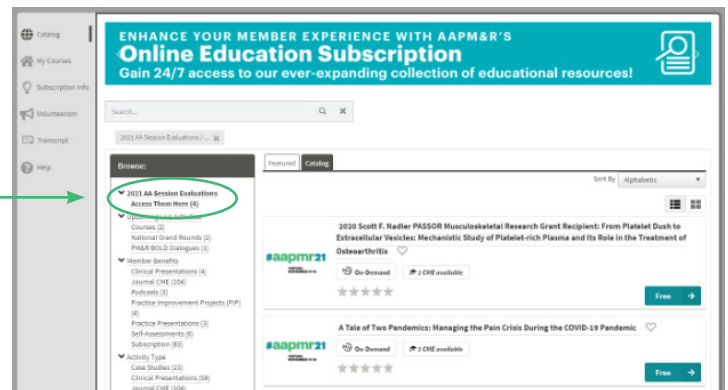 ENHANCE YOUR MEMBER EXPERIENCE WITH AAPM&R'S
Online Education Subscription
Gain 24/7 access to our ever-expanding collection of educational resources!
Catalog
My Courses
Subscription Info
Volunteerism
Transcript
Help
Search...
2021 AA Session Evaluations / ...
Browse:
2021 AA Session Evaluations
Access Them Here (4)
Upcoming Live Activities
Courses (2)
National Grand Rounds (2)
PM&R BOLD Dialogues (1)
Member Benefits
Clinical Presentations (4)
Journal CME (104)
Podcasts (3)
Practice Improvement Projects (PIP)
(4)
Practice Presentations (3)
Self-Assessments (6)
Subscription (83)
Activity Type
Case Studies (23)
Clinical Presentations (58)
Journal CME (104)
Featured Catalog
Sort By Alphabetic
2020 Scott F. Nadler PASSOR Musculoskeletal Research Grant Recipient: From Platelet Dush to
Extracellular Vesicles: Mechanistic Study of Platelet-rich Plasma and Its Role in the Treatment of
Osteoarthritis
#aapmr21
On-Demand 1 CME available
Free
A Tale of Two Pandemics: Managing the Pain Crisis During the COVID-19 Pandemic
#aapmr21
On-Demand 1 CME available
Free